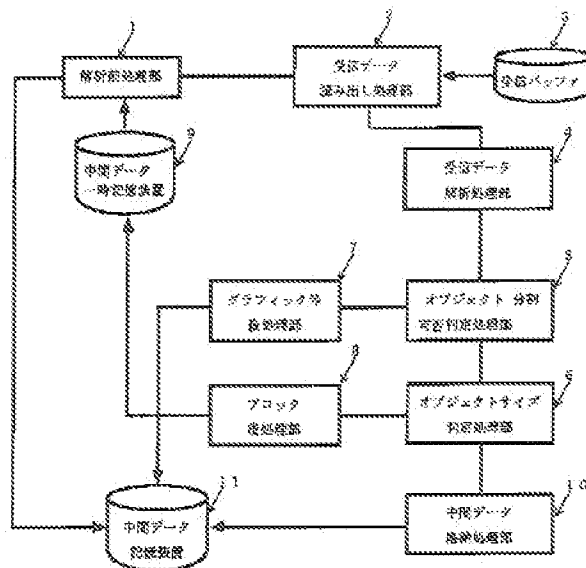 1
解析前処理部
2
受信データ
読み出し処理部
3
受信バッファ
9
中間データ
一時記憶装置
4
受信データ
解析処理部
7
グラフィック等
後処理部
5
オブジェクト 分割
可否判定処理部
8
ブロック
後処理部
6
オブジェクトサイズ
判定処理部
11
中間データ
記憶装置
10
中間データ
格納処理部